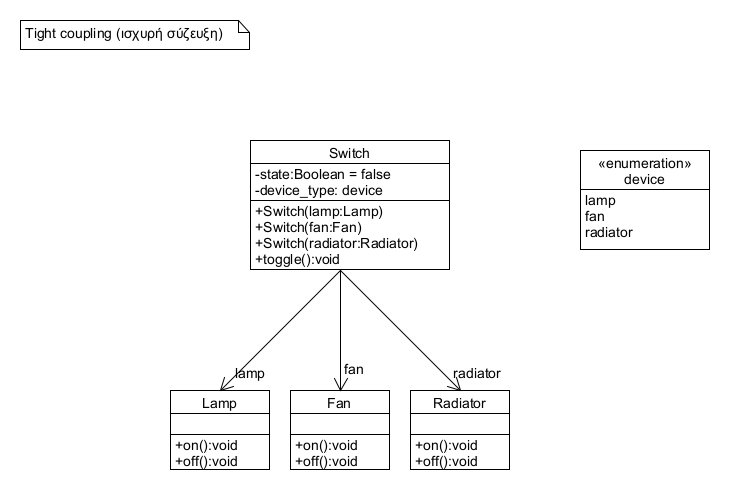 Tight coupling (ισχυρή σύζευξη)
Switch
-state:Boolean = false
-device_type: device
+Switch(lamp:Lamp)
+Switch(fan:Fan)
+Switch(radiator:Radiator)
+toggle():void
«enumeration»
device
lamp
fan
radiator
lamp
fan
radiator
Lamp
+on():void
+off():void
Fan
+on():void
+off():void
Radiator
+on():void
+off():void